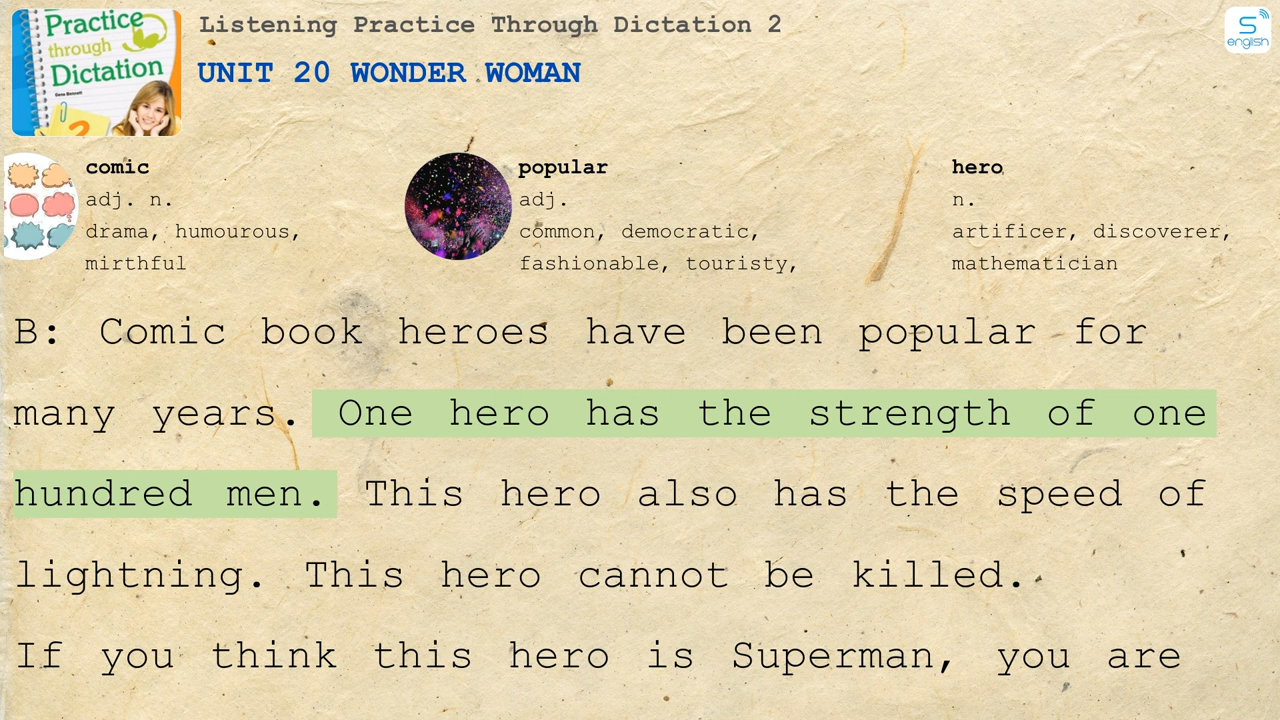 Practice
through
Dictation
2
Listening Practice Through Dictation 2
UNIT 20 WONDER WOMAN
S
english
comic
adj. n.
drama, humourous,
mirthful
popular
adj.
common, democratic,
fashionable, touristy,
hero
n.
artificer, discoverer,
mathematician
B: Comic book heroes have been popular for
many years. One hero has the strength of one
hundred men. This hero also has the speed of
lightning. This hero cannot be killed.
If you think this hero is Superman, you are